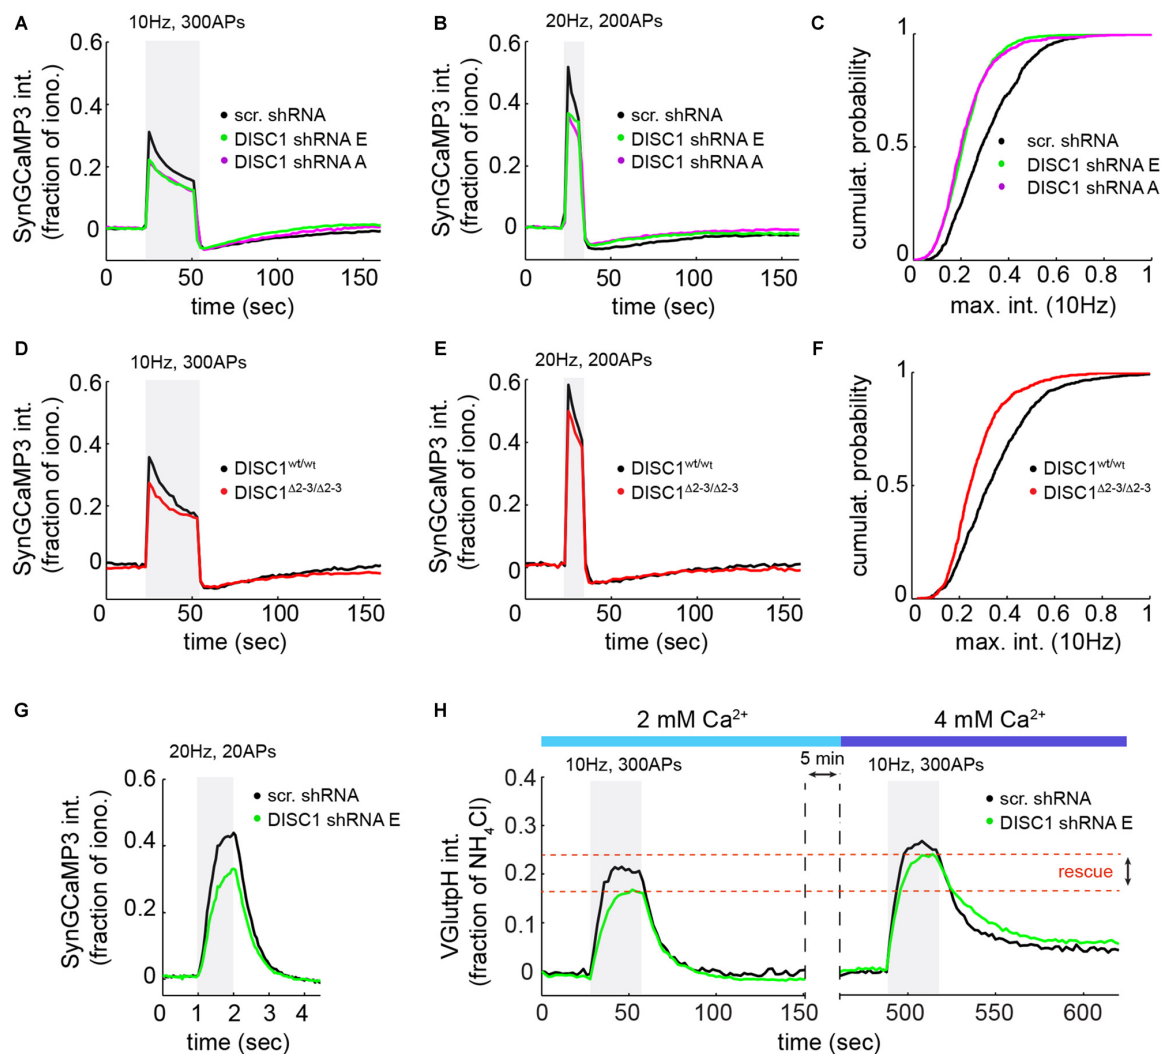 A
10Hz, 300APs
SynGCaMP3 int.
(fraction of iono.)
0.6
0.4
0.2
0
scr. shRNA
DISC1 shRNA E
DISC1 shRNA A
0 50 100 150
time (sec)
B
20Hz, 200APs
SynGCaMP3 int.
(fraction of iono.)
0.6
0.4
0.2
0
scr. shRNA
DISC1 shRNA E
DISC1 shRNA A
0 50 100 150
time (sec)
C
cumulat. probability
1
0.5
0
scr. shRNA
DISC1 shRNA E
DISC1 shRNA A
0 0.2 0.4 0.6 0.8 1
max. int. (10Hz)
D
10Hz, 300APs
SynGCaMP3 int.
(fraction of iono.)
0.6
0.4
0.2
0
DISC1wt/wt
DISC1Δ2-3/Δ2-3
0 50 100 150
time (sec)
E
20Hz, 200APs
SynGCaMP3 int.
(fraction of iono.)
0.6
0.4
0.2
0
DISC1wt/wt
DISC1Δ2-3/Δ2-3
0 50 100 150
time (sec)
F
cumulat. probability
1
0.5
0
DISC1wt/wt
DISC1Δ2-3/Δ2-3
0 0.2 0.4 0.6 0.8 1
max. int. (10Hz)
G
20Hz, 20APs
SynGCaMP3 int.
(fraction of iono.)
0.6
0.4
0.2
0
scr. shRNA
DISC1 shRNA E
0 1 2 3 4
time (sec)
H
2 mM Ca2+ 4 mM Ca2+
5 min
10Hz, 300APs 10Hz, 300APs
VGlutpH int.
(fraction of NH4Cl)
0.4
0.3
0.2
0.1
0
scr. shRNA
DISC1 shRNA E
rescue
0 50 100 150 500 550 600
time (sec)